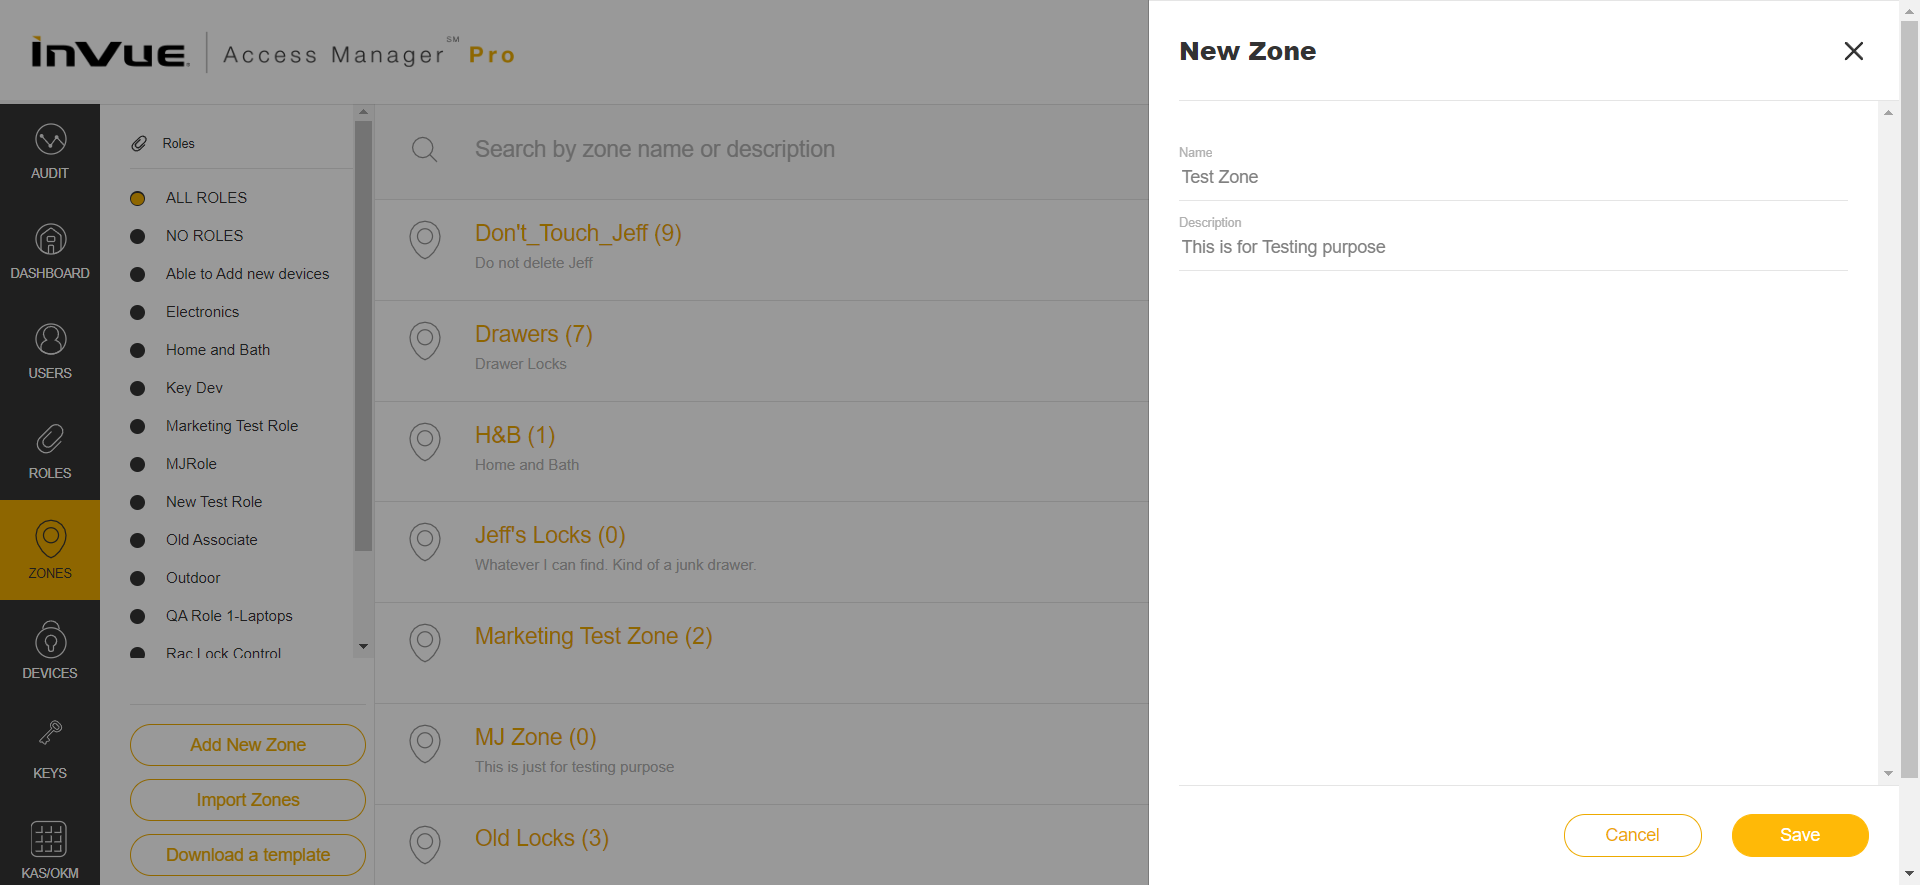 inVue Access Manager SM Pro
AUDIT
DASHBOARD
USERS
ROLES
ZONES
DEVICES
KEYS
KAS/OKM
Roles
ALL ROLES
NO ROLES
Able to Add new devices
Electronics
Home and Bath
Key Dev
Marketing Test Role
MJRole
New Test Role
Old Associate
Outdoor
QA Role 1-Laptops
Rac Lock Control
Add New Zone
Import Zones
Download a template
Search by zone name or description
Don't_Touch_Jeff (9)
Do not delete Jeff
Drawers (7)
Drawer Locks
H&B (1)
Home and Bath
Jeff's Locks (0)
Whatever I can find. Kind of a junk drawer.
Marketing Test Zone (2)
MJ Zone (0)
This is just for testing purpose
Old Locks (3)
New Zone
Name
Test Zone
Description
This is for Testing purpose
Cancel
Save